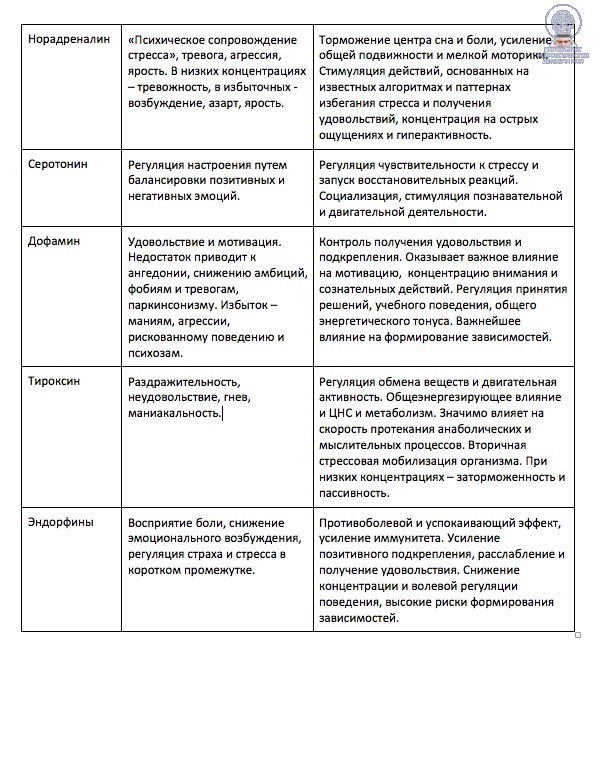 Норадреналин
«Психическое сопровождение
стресса», тревога, агрессия,
ярость. В низких концентрациях
– тревожность, в избыточных -
возбуждение, азарт, ярость.
Торможение центра сна и боли, усиление
общей подвижности и мелкой моторики.
Стимуляция действий, основанных на
известных алгоритмах и паттернах
избегания стресса и получения
удовольствий, концентрация на острых
ощущениях и гиперактивность.
Серотонин
Регуляция настроения путем
балансировки позитивных и
негативных эмоций.
Регуляция чувствительности к стрессу и
запуск восстановительных реакций.
Социализация, стимуляция познавательной
и двигательной деятельности.
Дофамин
Удовольствие и мотивация.
Недостаток приводит к
ангедонии, снижению амбиций,
фобиям и тревогам,
паркинсонизму. Избыток –
маниям, агрессии,
рискованному поведению и
психозам.
Контроль получения удовольствия и
подкрепления. Оказывает важное влияние
на мотивацию, концентрацию внимания и
сознательных действий. Регуляция принятия
решений, учебного поведения, общего
энергетического тонуса. Важнейшее
влияние на формирование зависимостей.
Тироксин
Раздражительность,
неудовольствие, гнев,
маниакальность.
Регуляция обмена веществ и двигательная
активность. Общеэнергезирующее влияние
и ЦНС и метаболизм. Значимо влияет на
скорость протекания анаболических и
мыслительных процессов. Вторичная
стрессовая мобилизация организма. При
низких концентрациях – заторможенность и
пассивность.
Эндорфины
Восприятие боли, снижение
эмоционального возбуждения,
регуляция страха и стресса в
коротком промежутке.
Противоболевой и успокаивающий эффект,
усиление иммунитета. Усиление
позитивного подкрепления, расслабление и
получение удовольствия. Снижение
концентрации и волевой регуляции
поведения, высокие риски формирования
зависимостей.